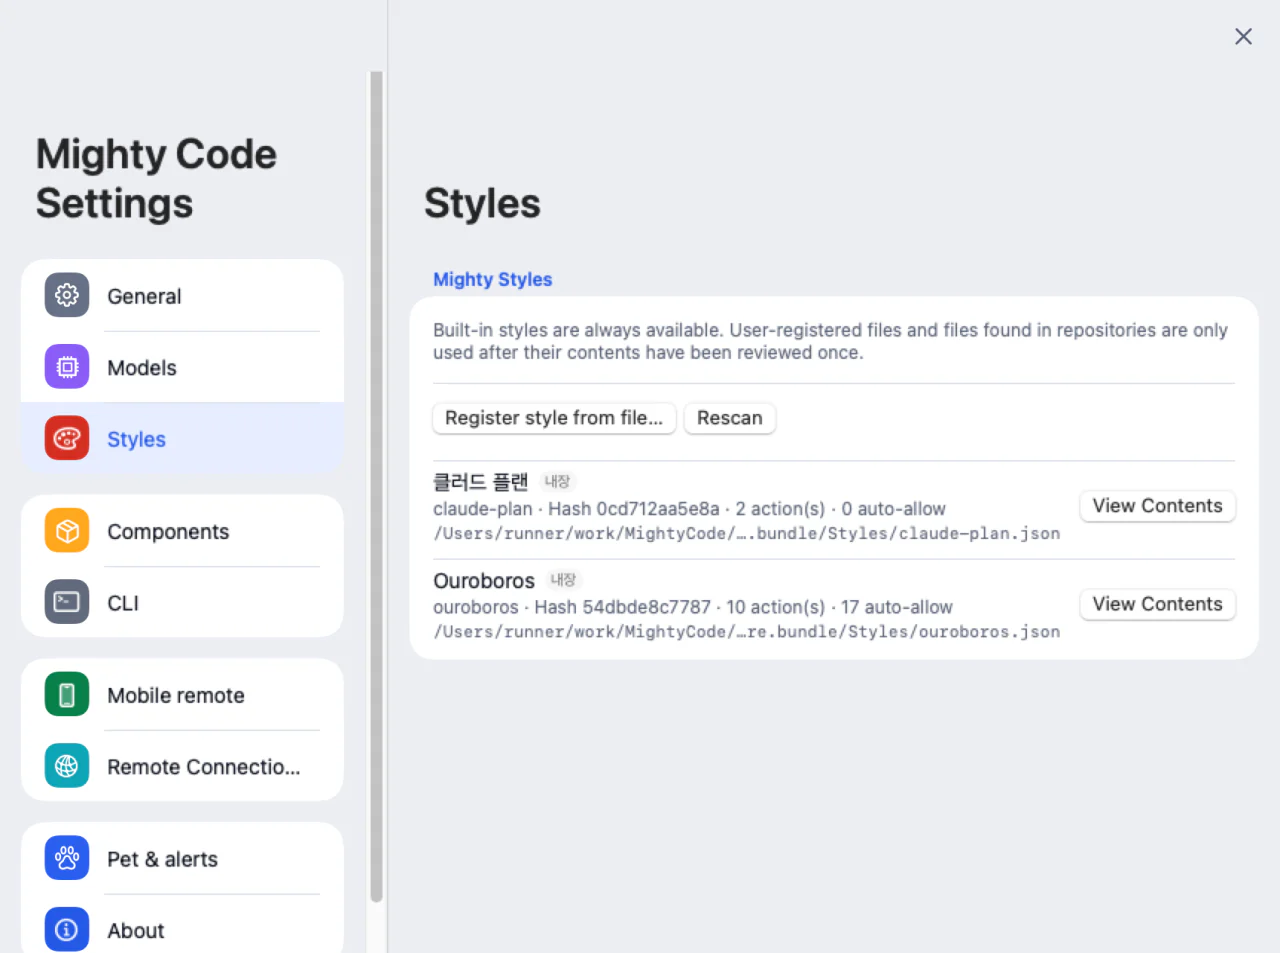 Mighty Code
Settings
General
Models
Styles
Components
CLI
Mobile remote
Remote Connectio...
Pet & alerts
About
Styles
Mighty Styles
Built-in styles are always available. User-registered files and files found in repositories are only
used after their contents have been reviewed once.
Register style from file...
Rescan
클러드 플랜 내장
claude-plan · Hash 0cd712aa5e8a · 2 action(s) · 0 auto-allow
/Users/runner/work/MightyCode/….bundle/Styles/claude-plan.json
View Contents
Ouroboros 내장
ouroboros · Hash 54dbde8c7787 · 10 action(s) · 17 auto-allow
/Users/runner/work/MightyCode/…re.bundle/Styles/ouroboros.json
View Contents